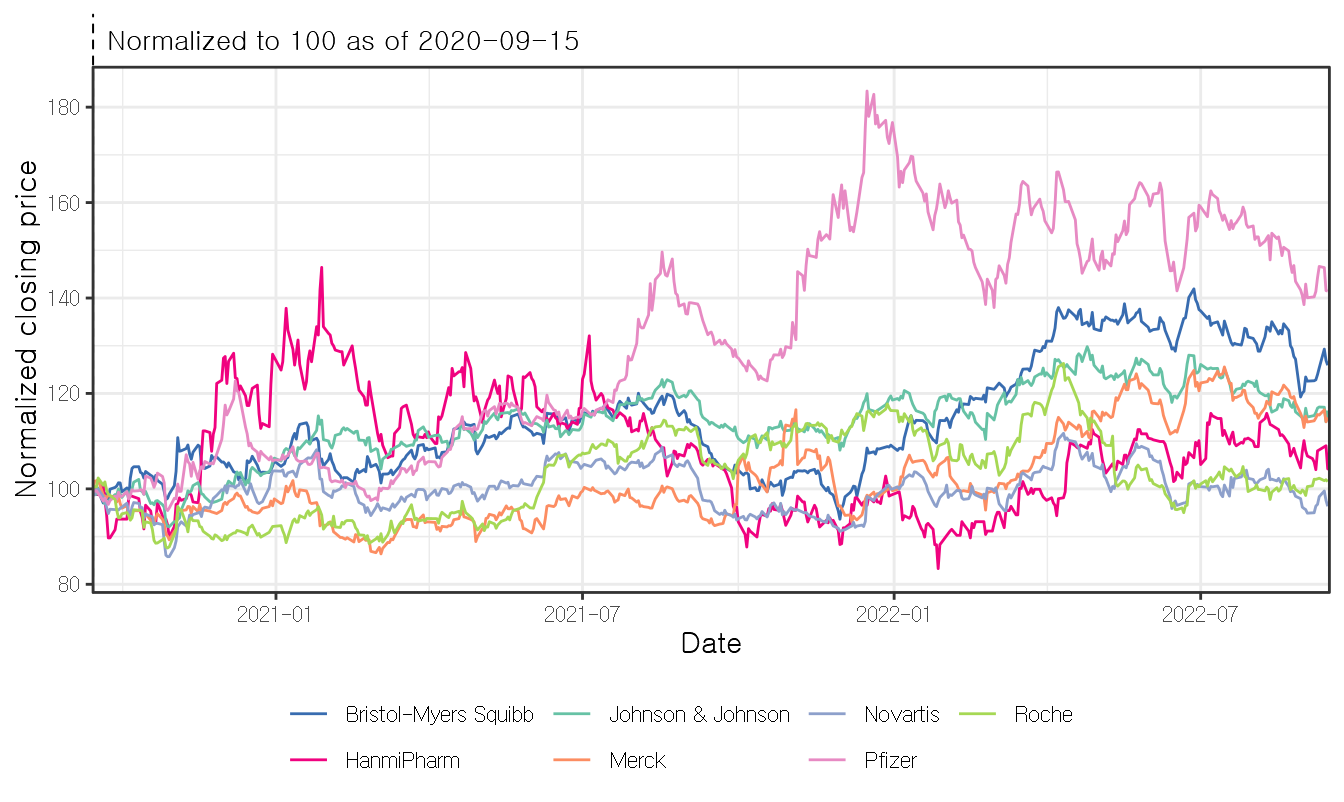 Normalized to 100 as of 2020-09-15
Normalized closing price
180
160
140
120
100
80
2021-01
2021-07
2022-01
2022-07
Date
Bristol-Myers Squibb
Johnson & Johnson
Novartis
Roche
HanmiPharm
Merck
Pfizer